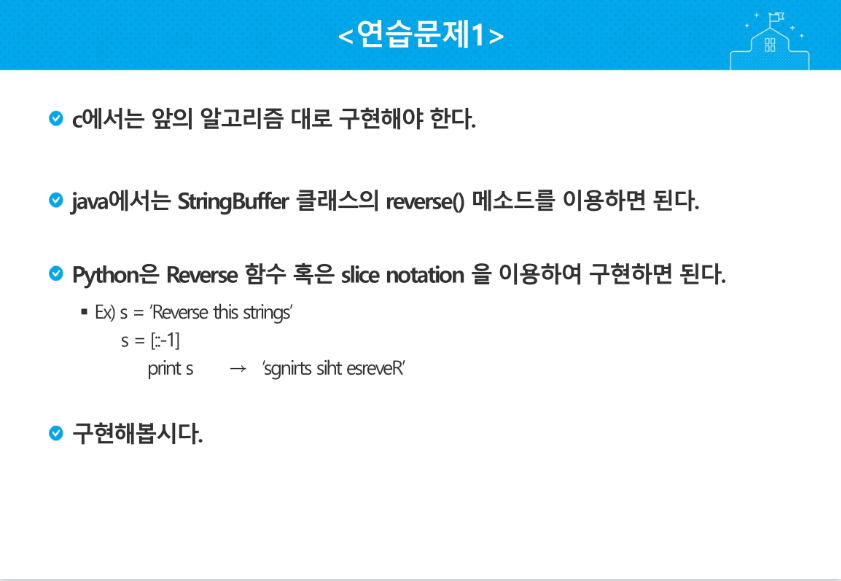 <연습문제1>
c에서는 앞의 알고리즘 대로 구현해야 한다.
java에서는 StringBuffer 클래스의 reverse() 메소드를 이용하면 된다.
Python은 Reverse 함수 혹은 slice notation 을 이용하여 구현하면 된다.
▪ Ex) s = ‘Reverse this strings’
s = [::-1]
print s → ‘sgnirts siht esreveR’
구현해봅시다.